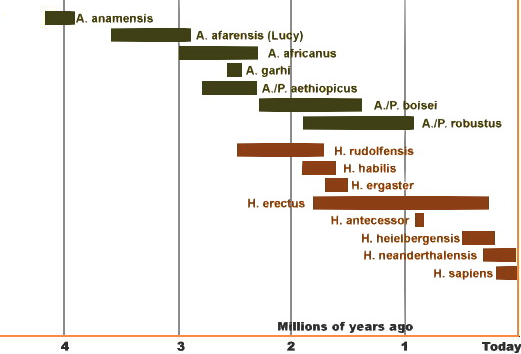 A. anamensis
A. afarensis (Lucy)
A. africanus
A. garhi
A./P. aethiopicus
A./P. boisei
A./P. robustus
H. rudolfensis
H. habilis
H. ergaster
H. erectus
H. antecessor
H. heielbergensis
H. neanderthalensis
H. sapiens
Millions of years ago
4 3 2 1 Today